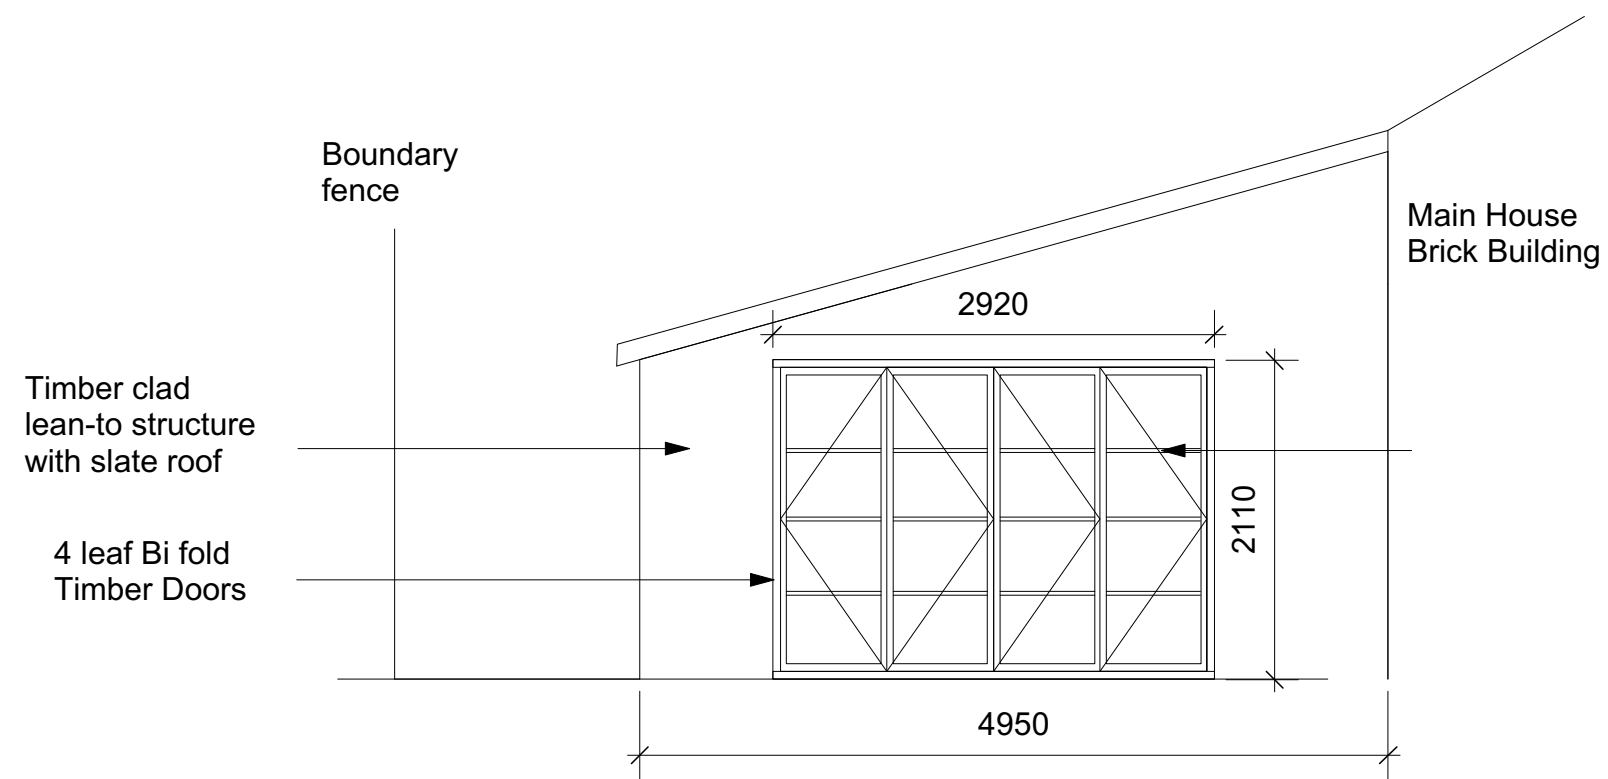 Boundary
fence
Main House
Brick Building
2920
Timber clad
lean-to structure
with slate roof
2110
4 leaf Bi fold
Timber Doors
4950